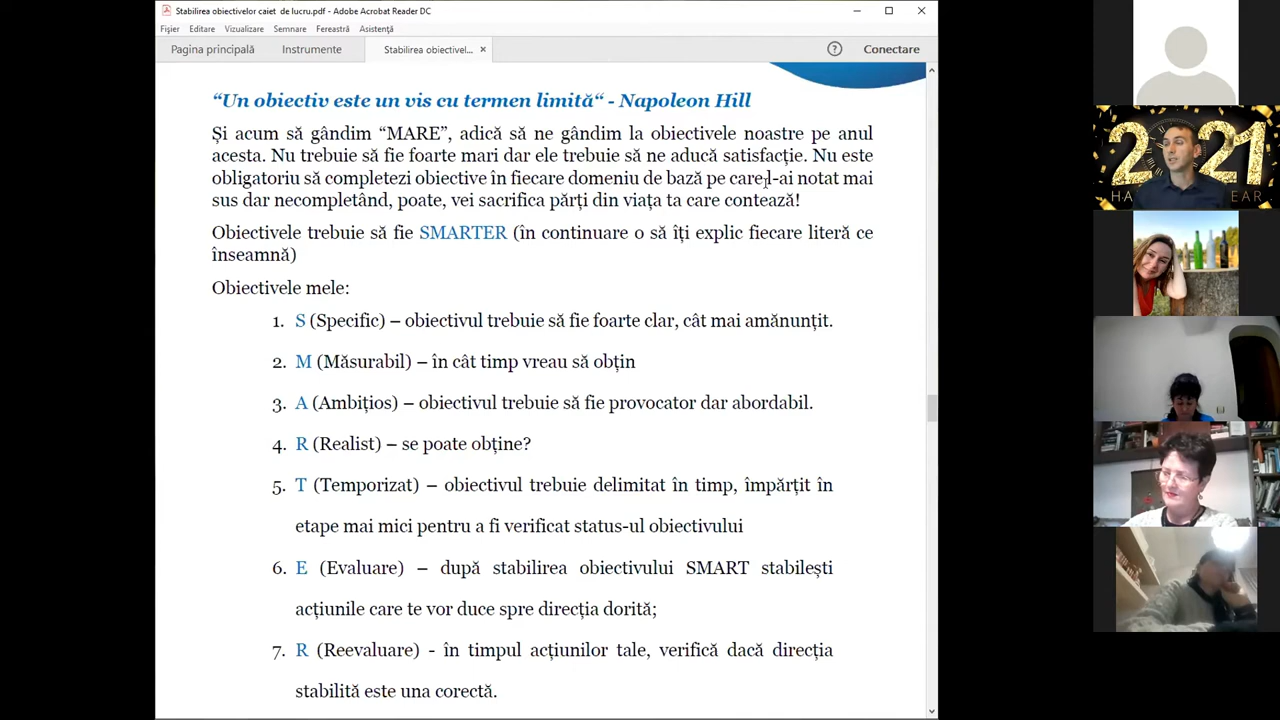 Stabilirea obiectivelor caiet de lucru.pdf - Adobe Acrobat Reader DC
Fişier Editare Vizualizare Semnare Fereastră Asistenţă
Pagina principală Instrumente Stabilirea obiectivel... × ? Conectare
“Un obiectiv este un vis cu termen limită“ - Napoleon Hill
Și acum să gândim “MARE”, adică să ne gândim la obiectivele noastre pe anul
acesta. Nu trebuie să fie foarte mari dar ele trebuie să ne aducă satisfacție. Nu este
obligatoriu să completezi obiective în fiecare domeniu de bază pe care l-ai notat mai
sus dar necompletând, poate, vei sacrifica părți din viața ta care contează!
Obiectivele trebuie să fie SMARTER (în continuare o să îți explic fiecare literă ce
înseamnă)
Obiectivele mele:
1. S (Specific) – obiectivul trebuie să fie foarte clar, cât mai amănunțit.
2. M (Măsurabil) – în cât timp vreau să obțin
3. A (Ambițios) – obiectivul trebuie să fie provocator dar abordabil.
4. R (Realist) – se poate obține?
5. T (Temporizat) – obiectivul trebuie delimitat în timp, împărțit în
etape mai mici pentru a fi verificat status-ul obiectivului
6. E (Evaluare) – după stabilirea obiectivului SMART stabilești
acțiunile care te vor duce spre direcția dorită;
7. R (Reevaluare) - în timpul acțiunilor tale, verifică dacă direcția
stabilită este una corectă.
2 21
HA EAR